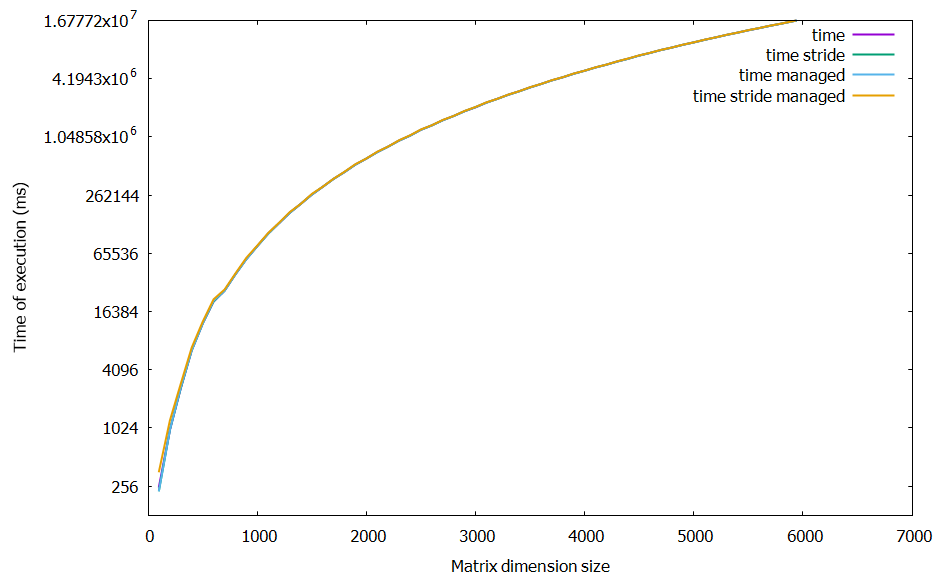 1.67772x10^7
4.1943x10^6
1.04858x10^6
262144
65536
16384
4096
1024
256
Time of execution (ms)
time
time stride
time managed
time stride managed
0 1000 2000 3000 4000 5000 6000 7000
Matrix dimension size